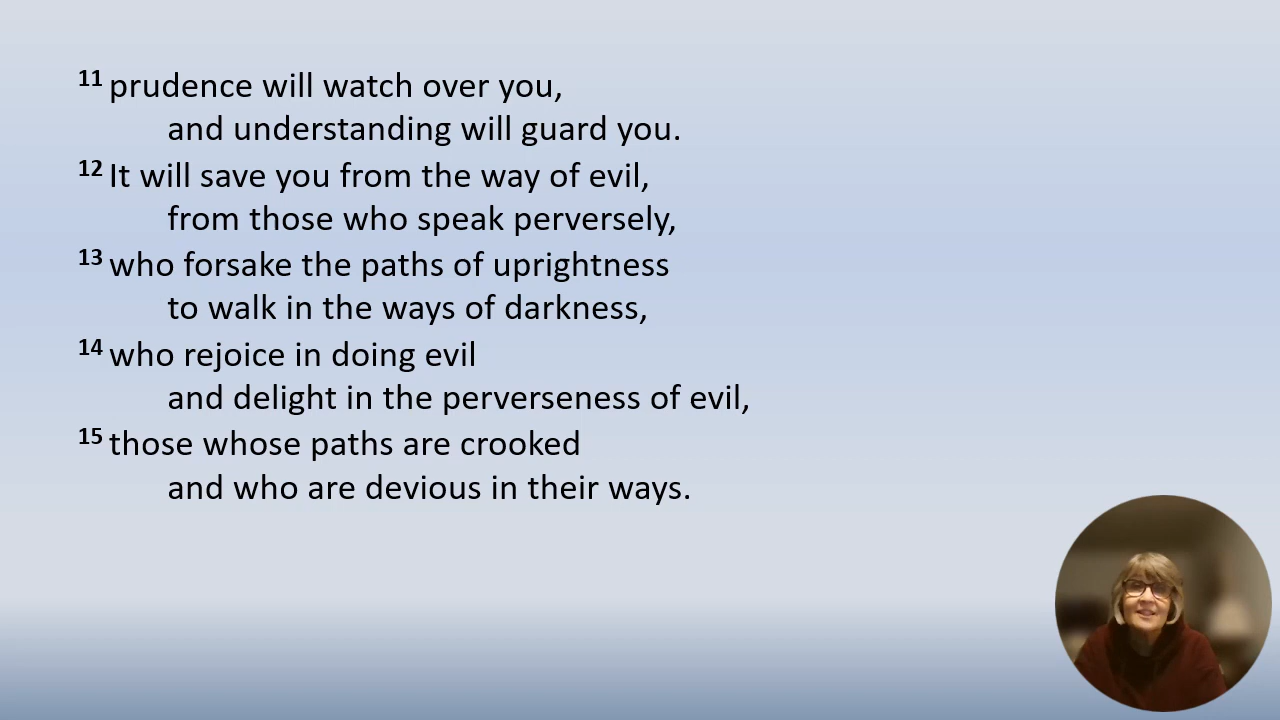 11 prudence will watch over you,
and understanding will guard you.
12 It will save you from the way of evil,
from those who speak perversely,
13 who forsake the paths of uprightness
to walk in the ways of darkness,
14 who rejoice in doing evil
and delight in the perverseness of evil,
15 those whose paths are crooked
and who are devious in their ways.